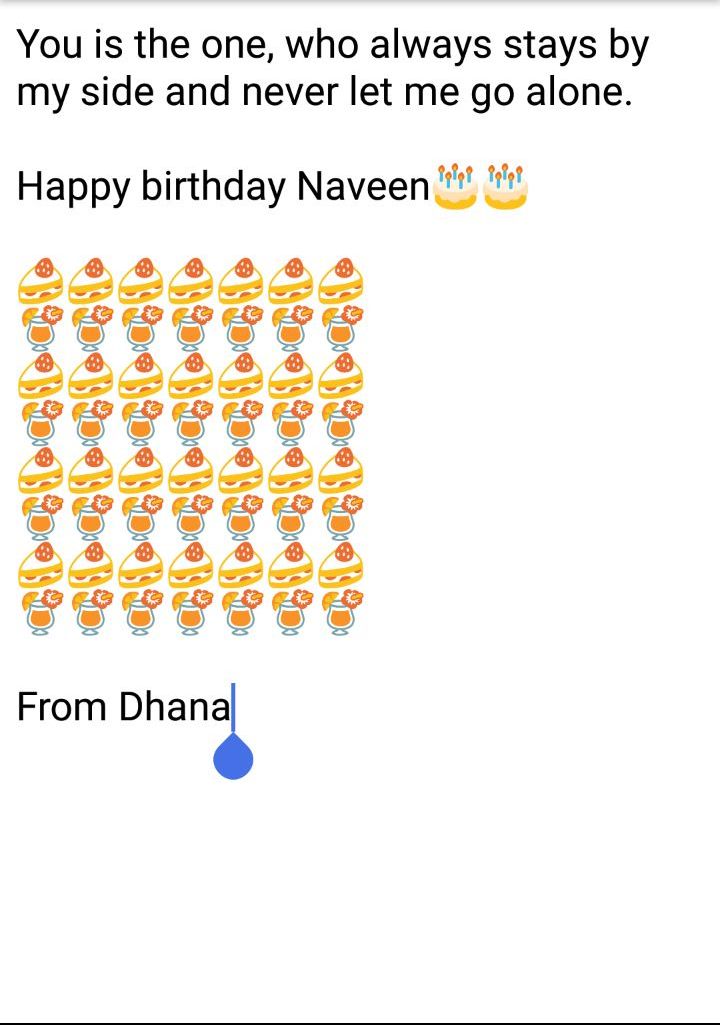 You is the one, who always stays by
my side and never let me go alone.
Happy birthday Naveen🎂🎂
🍰🍰🍰🍰🍰🍰🍰
🍹🍹🍹🍹🍹🍹🍹
🍰🍰🍰🍰🍰🍰🍰
🍹🍹🍹🍹🍹🍹🍹
🍰🍰🍰🍰🍰🍰🍰
🍹🍹🍹🍹🍹🍹🍹
🍰🍰🍰🍰🍰🍰🍰
🍹🍹🍹🍹🍹🍹🍹
From Dhana